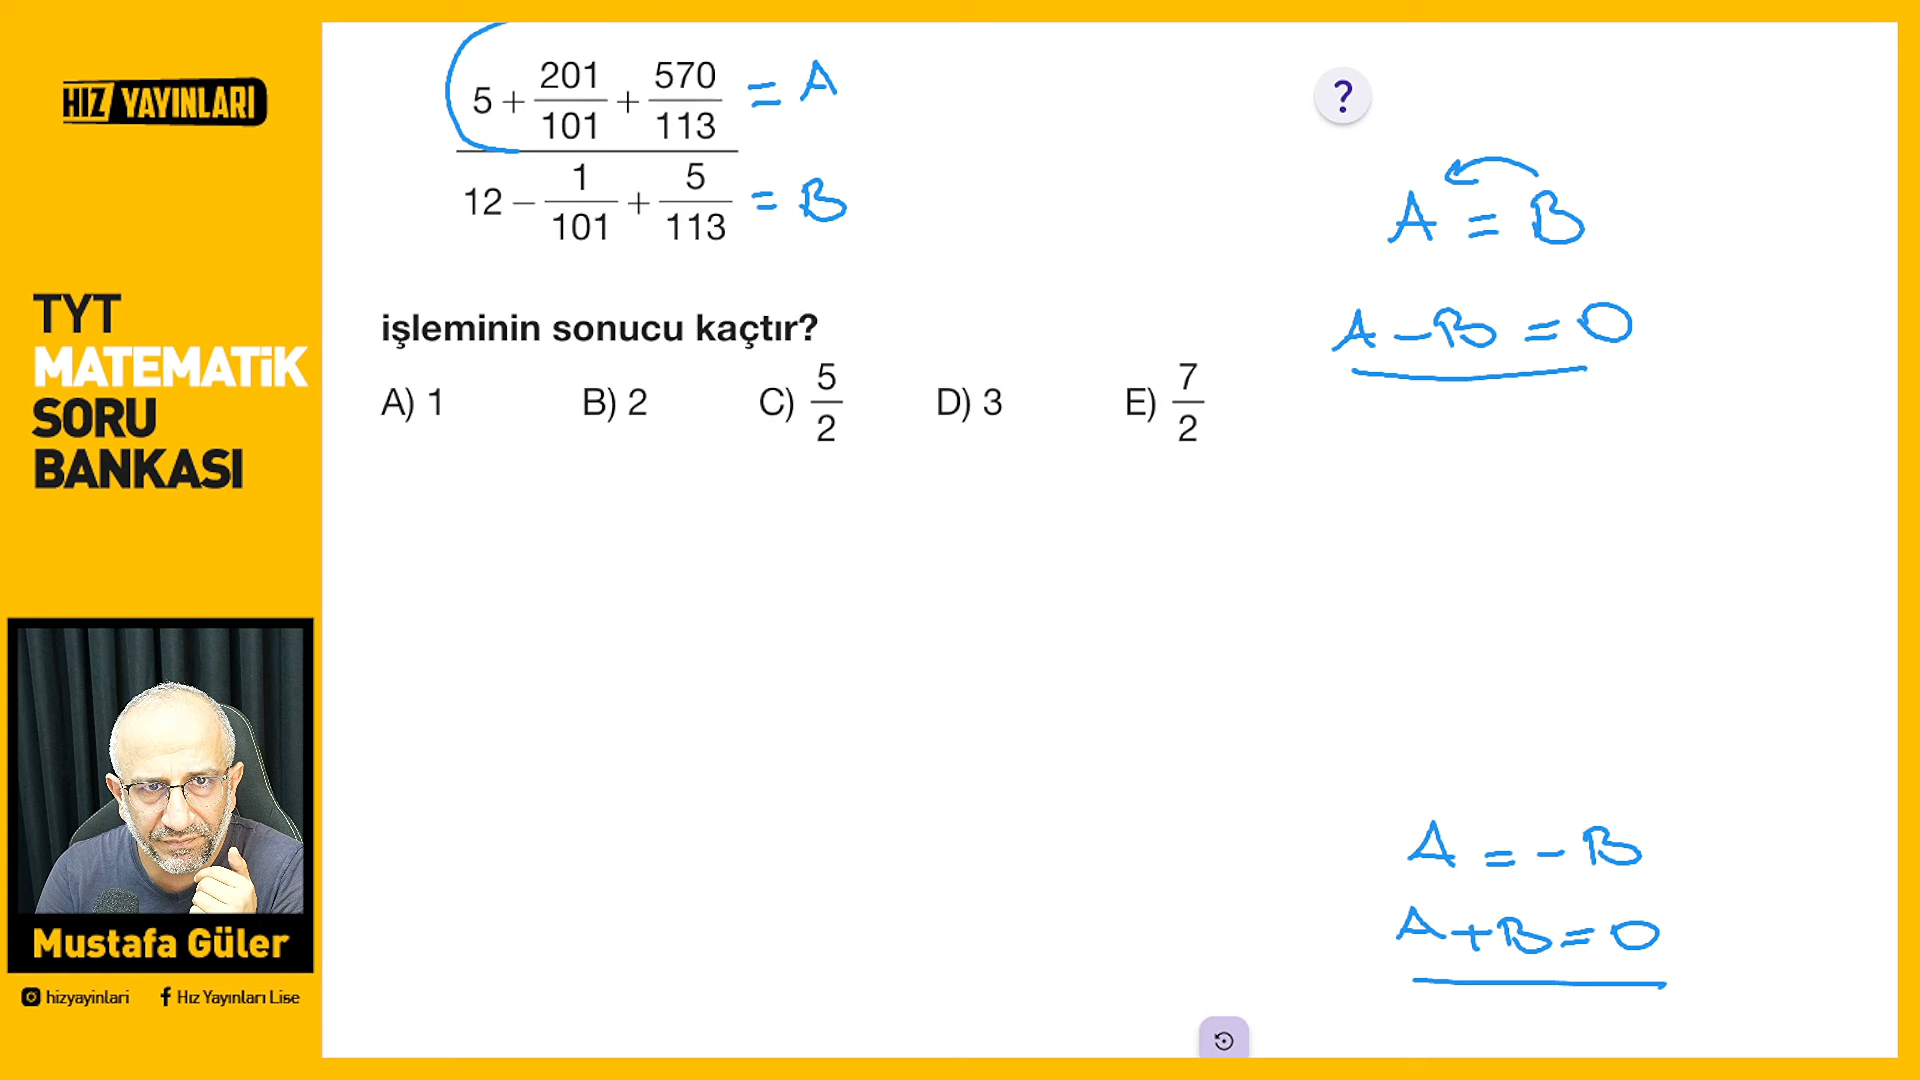 HIZ YAYINLARI
TYT
MATEMATİK
SORU
BANKASI
Mustafa Güler
hizyayinlari
Hız Yayınları Lise
5 + 201/101 + 570/113 = A
12 − 1/101 + 5/113 = B
işleminin sonucu kaçtır?
A) 1 B) 2 C) 5/2 D) 3 E) 7/2
?
A = B
A − B = 0
A = − B
A + B = 0